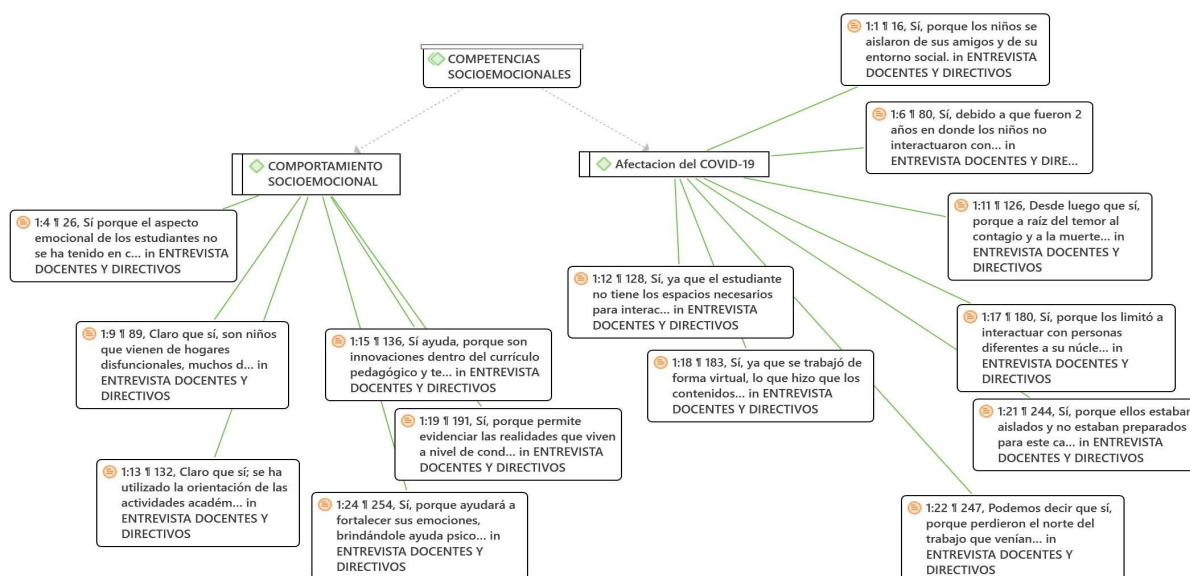 COMPETENCIAS
SOCIOEMOCIONALES
COMPORTAMIENTO
SOCIOEMOCIONAL
Afectacion del COVID-19
1:1 ¶ 16, Sí, porque los niños se
aislaron de sus amigos y de su
entorno social. in ENTREVISTA
DOCENTES Y DIRECTIVOS
1:6 ¶ 80, Sí, debido a que fueron 2
años en donde los niños no
interactuaron con... in
ENTREVISTA DOCENTES Y DIRE...
1:11 ¶ 126, Desde luego que sí,
porque a raíz del temor al
contagio y a la muerte... in
ENTREVISTA DOCENTES Y
DIRECTIVOS
1:4 ¶ 26, Sí porque el aspecto
emocional de los estudiantes no
se ha tenido en c... in ENTREVISTA
DOCENTES Y DIRECTIVOS
1:12 ¶ 128, Sí, ya que el estudiante
no tiene los espacios necesarios
para interac... in ENTREVISTA
DOCENTES Y DIRECTIVOS
1:17 ¶ 180, Sí, porque los limitó a
interactuar con personas
diferentes a su núcle... in
ENTREVISTA DOCENTES Y
DIRECTIVOS
1:9 ¶ 89, Claro que sí, son niños
que vienen de hogares
disfuncionales, muchos d... in
ENTREVISTA DOCENTES Y
DIRECTIVOS
1:15 ¶ 136, Sí ayuda, porque son
innovaciones dentro del currículo
pedagógico y te... in ENTREVISTA
DOCENTES Y DIRECTIVOS
1:18 ¶ 183, Sí, ya que se trabajó de
forma virtual, lo que hizo que los
contenidos... in ENTREVISTA
DOCENTES Y DIRECTIVOS
1:21 ¶ 244, Sí, porque ellos estaban
aislados y no estaban preparados
para este ca... in ENTREVISTA
DOCENTES Y DIRECTIVOS
1:19 ¶ 191, Sí, porque permite
evidenciar las realidades que viven
a nivel de cond... in ENTREVISTA
DOCENTES Y DIRECTIVOS
1:13 ¶ 132, Claro que sí; se ha
utilizado la orientación de las
actividades académ... in
ENTREVISTA DOCENTES Y
DIRECTIVOS
1:24 ¶ 254, Sí, porque ayudará a
fortalecer sus emociones,
brindándole ayuda psico... in
ENTREVISTA DOCENTES Y
DIRECTIVOS
1:22 ¶ 247, Podemos decir que sí,
porque perdieron el norte del
trabajo que venían... in
ENTREVISTA DOCENTES Y
DIRECTIVOS